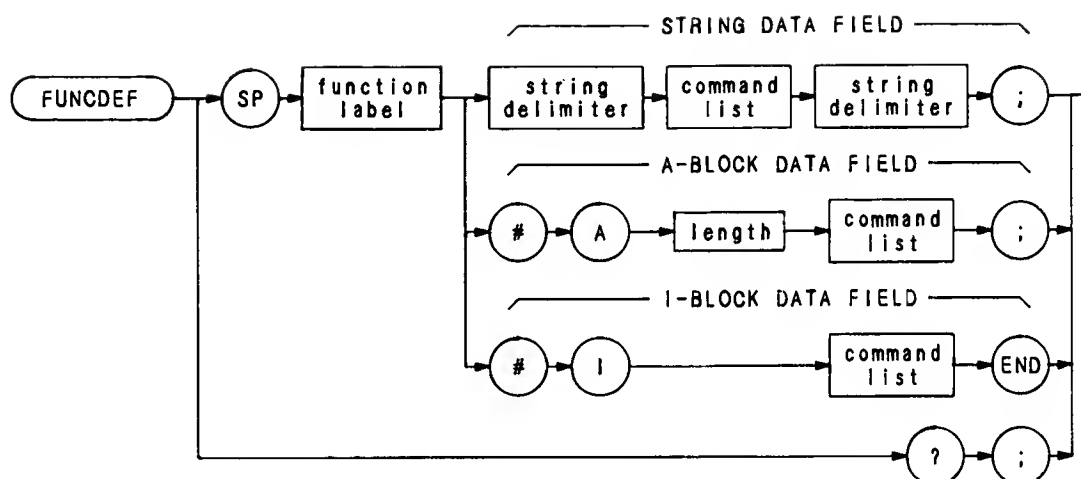 STRING DATA FIELD
FUNCDEF SP function label string delimiter command list string delimiter ;
A-BLOCK DATA FIELD
# A length command list ;
I-BLOCK DATA FIELD
# I command list END
? ;